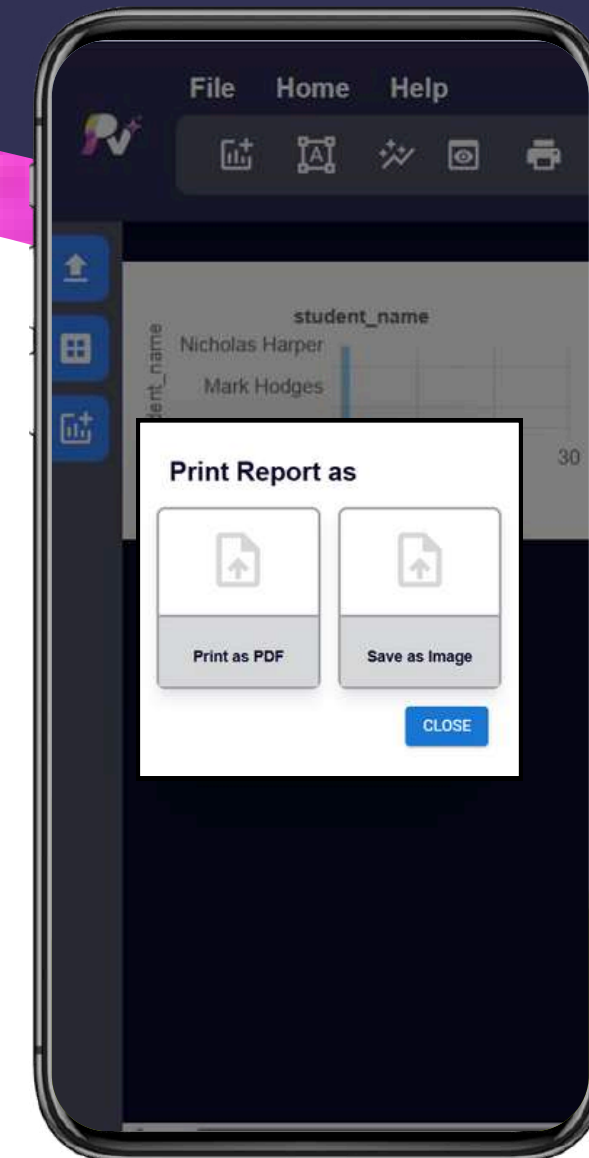 File Home Help
student_name
dent_name
Nicholas Harper
Mark Hodges
30
Print Report as
Print as PDF Save as Image
CLOSE